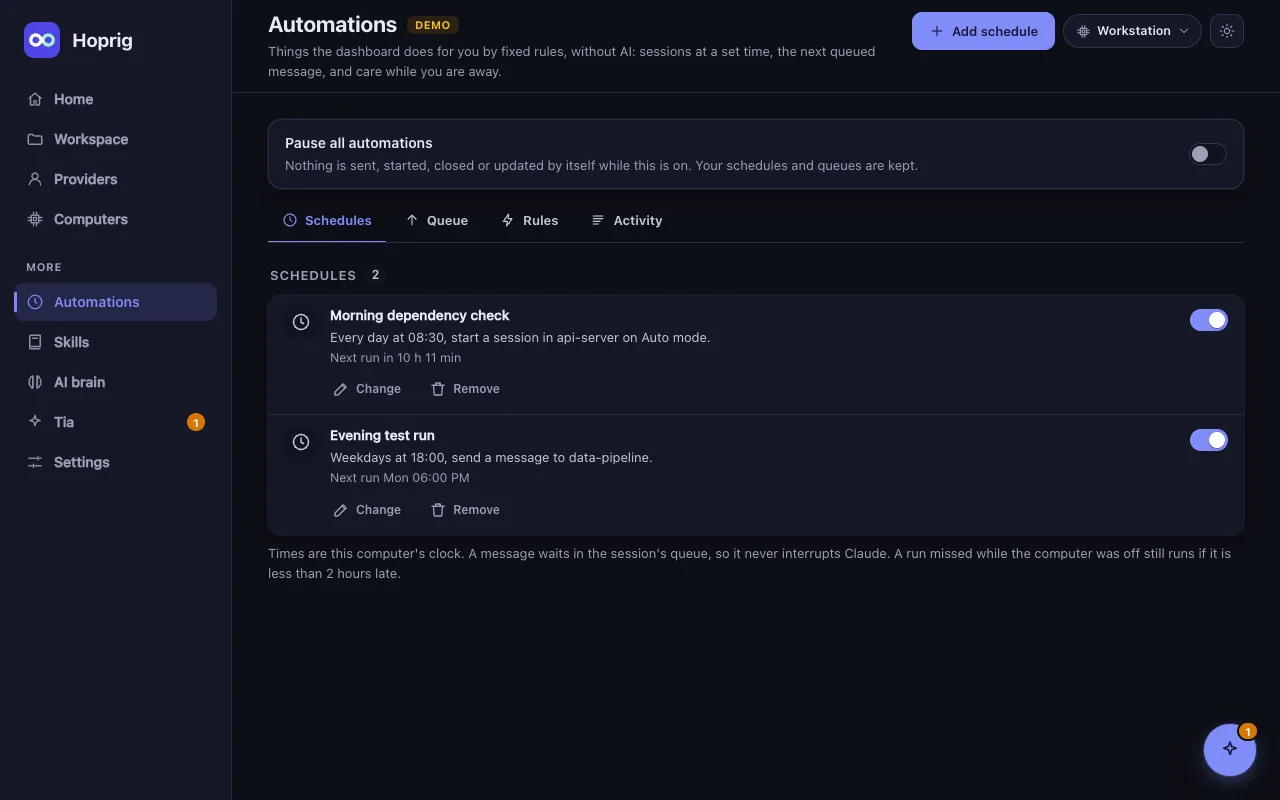 Hoprig
Home
Workspace
Providers
Computers
MORE
Automations
Skills
AI brain
Tia
1
Settings
Automations DEMO
Things the dashboard does for you by fixed rules, without AI: sessions at a set time, the next queued
message, and care while you are away.
Add schedule
Workstation
Pause all automations
Nothing is sent, started, closed or updated by itself while this is on. Your schedules and queues are kept.
Schedules
Queue
Rules
Activity
SCHEDULES 2
Morning dependency check
Every day at 08:30, start a session in api-server on Auto mode.
Next run in 10 h 11 min
Change
Remove
Evening test run
Weekdays at 18:00, send a message to data-pipeline.
Next run Mon 06:00 PM
Change
Remove
Times are this computer's clock. A message waits in the session's queue, so it never interrupts Claude. A run missed while the computer was off still runs if it is
less than 2 hours late.
1